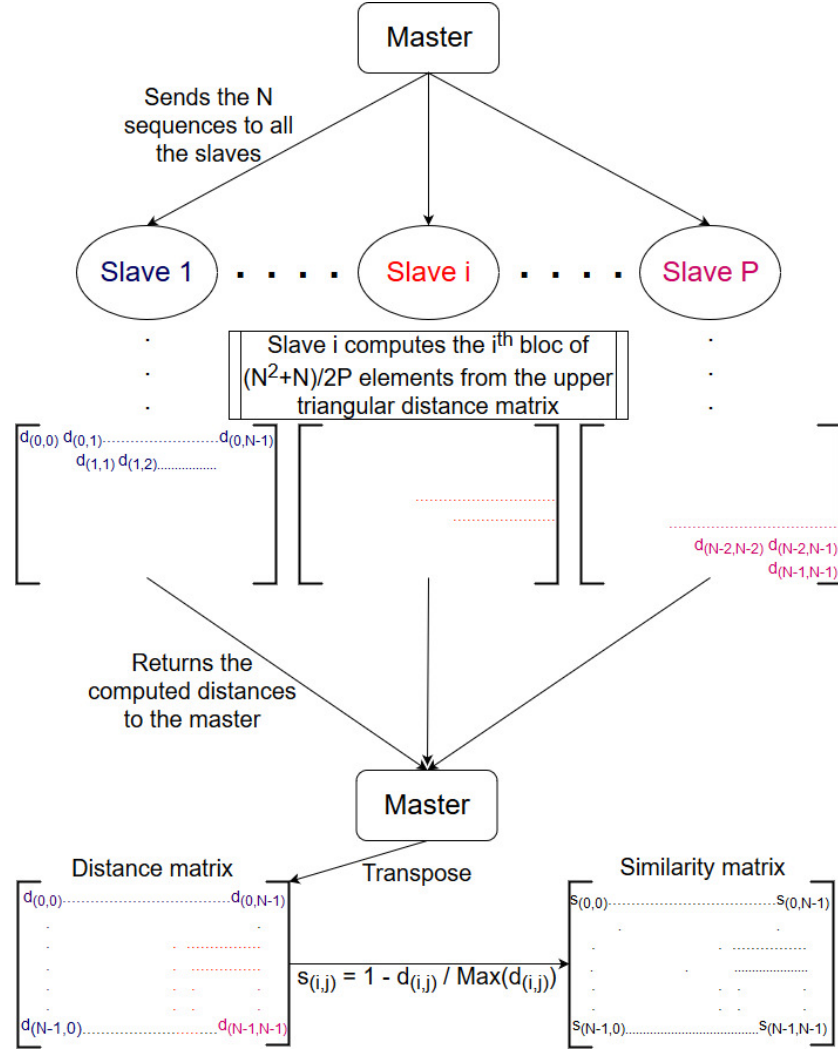 Master
Sends the N
sequences to all
the slaves
Slave 1 . . . . Slave i . . . . Slave P
Slave i computes the i^th bloc of
(N^2+N)/2P elements from the upper
triangular distance matrix
d(0,0) d(0,1)..............................d(0,N-1)
d(1,1) d(1,2)................
d(N-2,N-2) d(N-2,N-1)
d(N-1,N-1)
Returns the
computed distances
to the master
Master
Transpose
Distance matrix
Similarity matrix
d(0,0)..............................d(0,N-1)
s(0,0)..............................s(0,N-1)
s(i,j) = 1 - d(i,j) / Max(d(i,j))
d(N-1,0)........................d(N-1,N-1)
s(N-1,0)........................s(N-1,N-1)